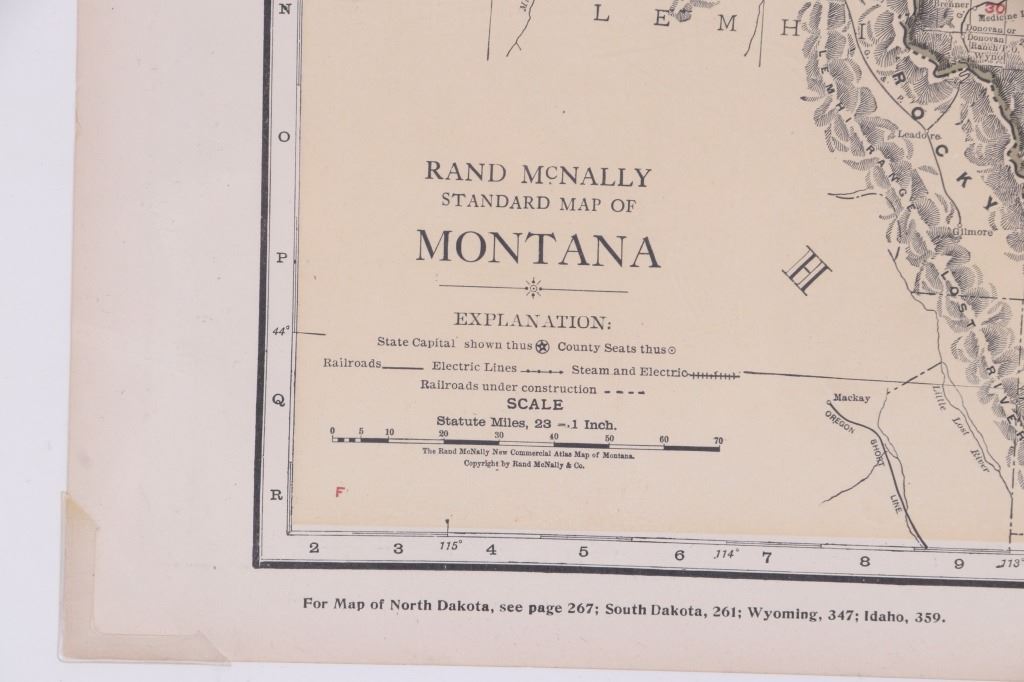 N
L E M H I
Brenner
30
Medicine L
Donovan or
Donovan
Ranch P.O.
ROCKY
LEMHI RANGE
Leadore
O
RAND McNALLY
STANDARD MAP OF
MONTANA
Gilmore
H
P
LOST RIVER
EXPLANATION:
44°
State Capital shown thus County Seats thus
Railroads Electric Lines Steam and Electric
Railroads under construction
Q
SCALE
Mackay
Statute Miles, 23 = 1 Inch.
OREGON SHORT LINE
Little Lost River
0 5 10 20 30 40 50 60 70
The Rand McNally New Commercial Atlas Map of Montana.
Copyright by Rand McNally & Co.
R
F
2 3 115° 4 5 6 114° 7 8 9 113°
For Map of North Dakota, see page 267; South Dakota, 261; Wyoming, 347; Idaho, 359.